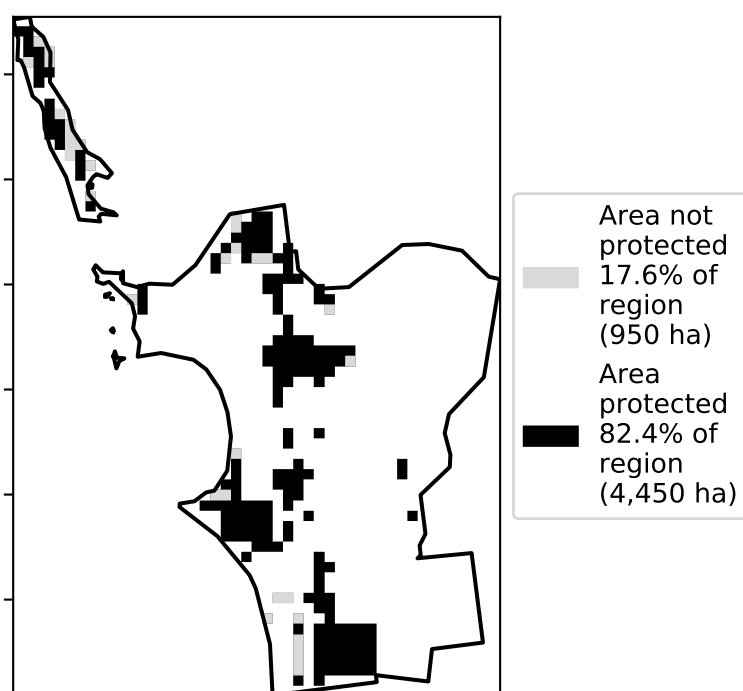 Area not
protected
17.6% of
region
(950 ha)
Area
protected
82.4% of
region
(4,450 ha)